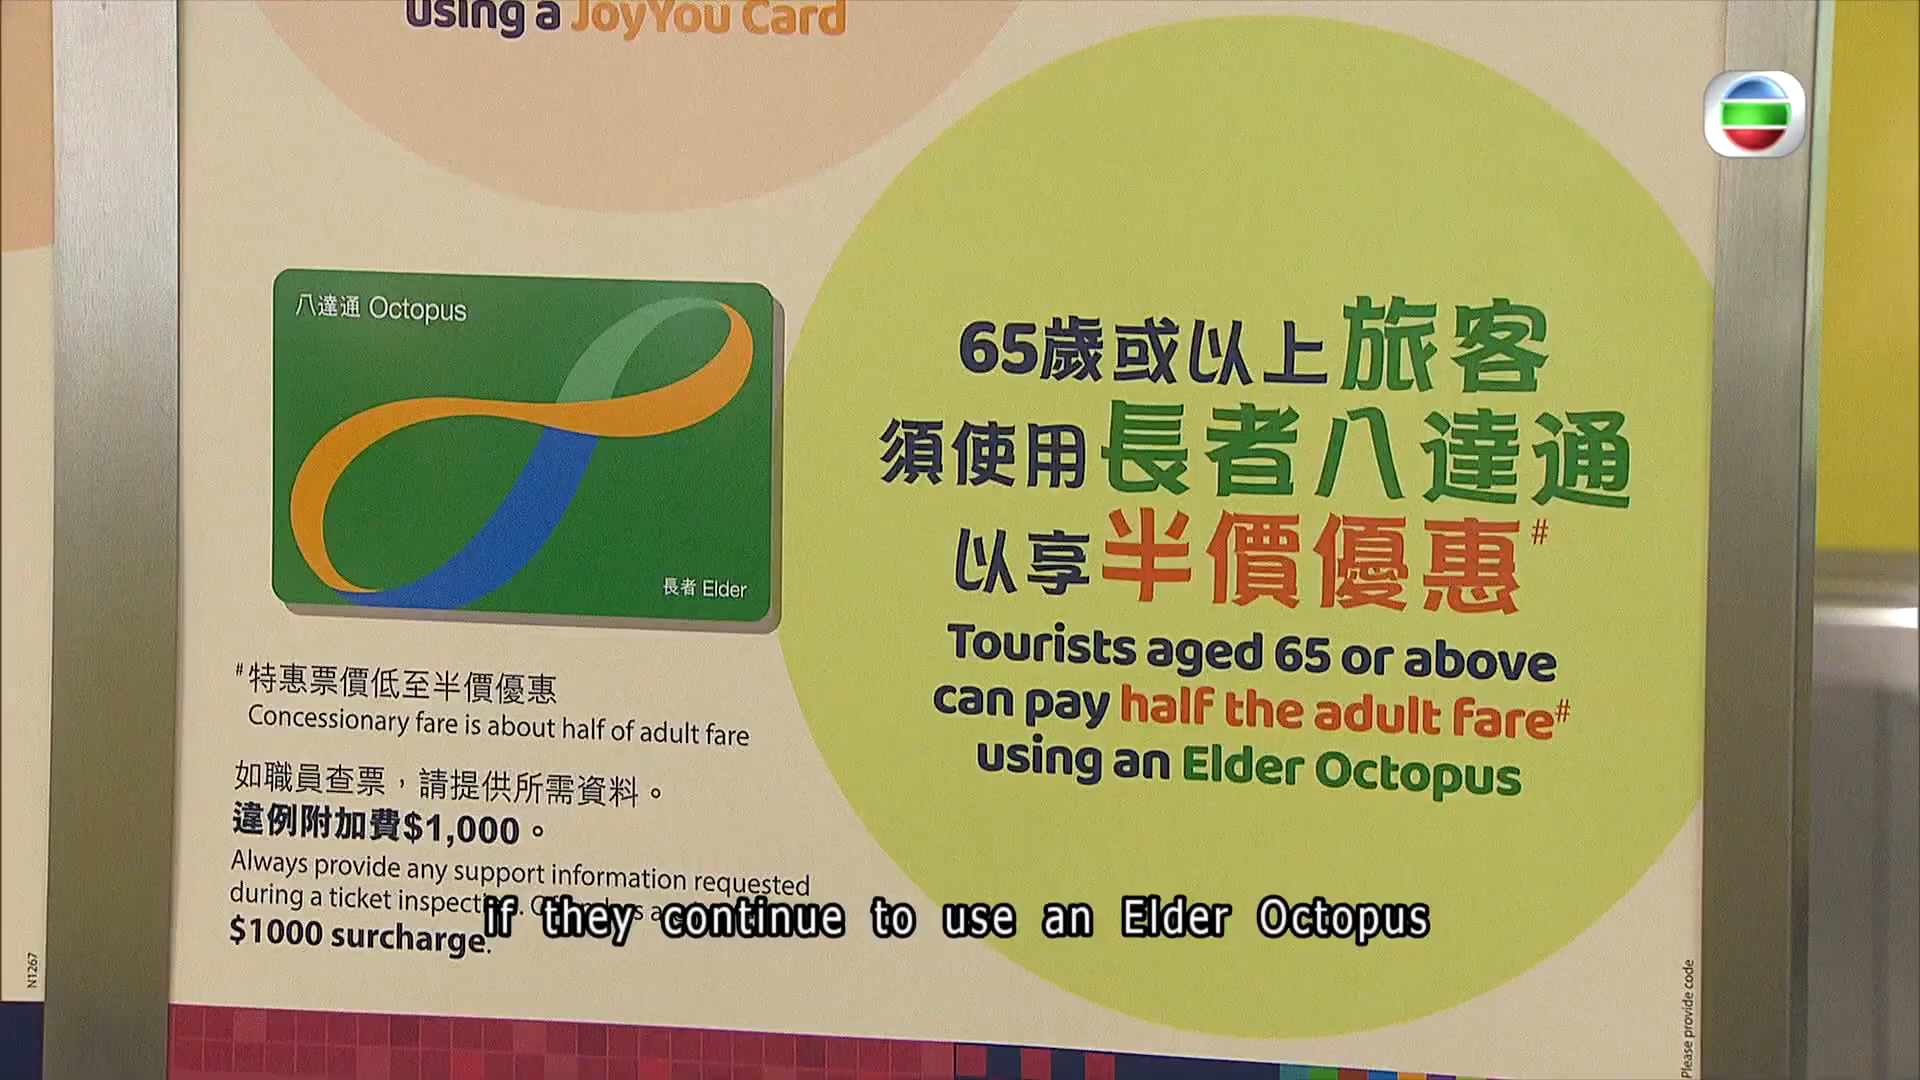 using a JoyYou Card
八達通 Octopus
長者 Elder
65歲或以上旅客
須使用長者八達通
以享半價優惠#
Tourists aged 65 or above
can pay half the adult fare#
using an Elder Octopus
#特惠票價低至半價優惠
Concessionary fare is about half of adult fare
如職員查票，請提供所需資料。
違例附加費$1,000。
Always provide any support information requested
during a ticket
$1000 surcharge.
if they continue to use an Elder Octopus
N1267
Please provide code